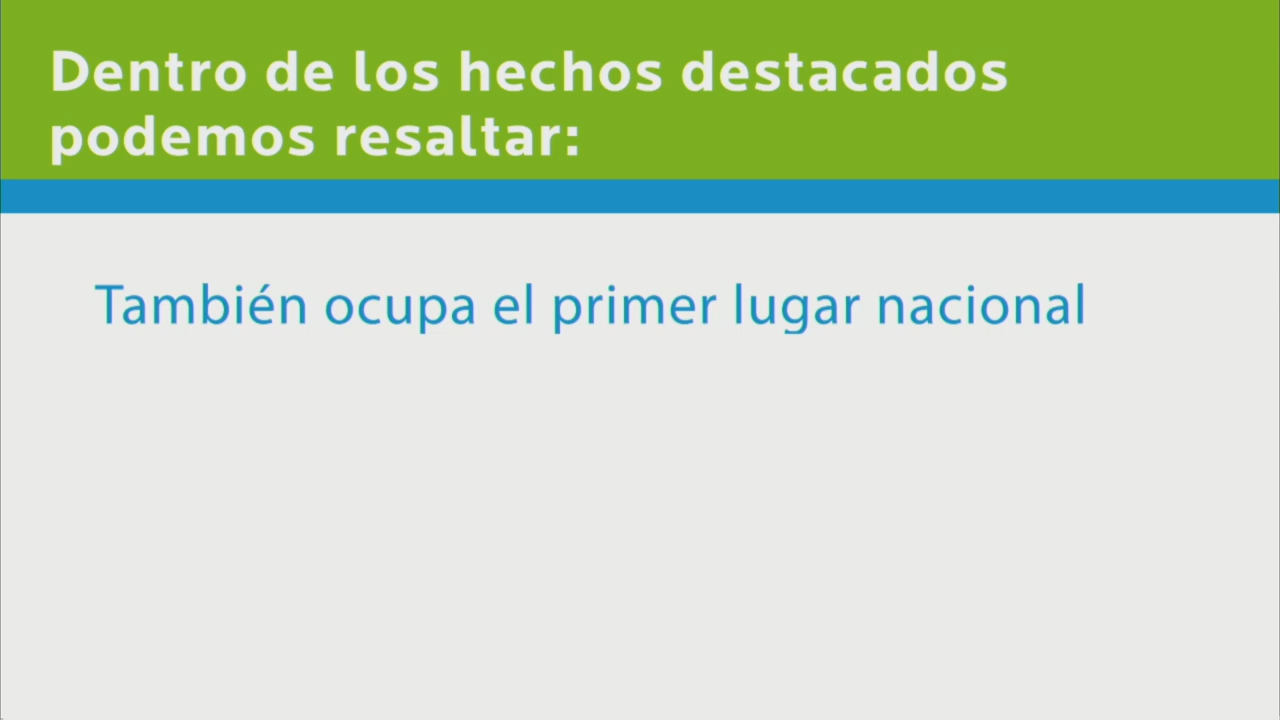 Dentro de los hechos destacados
podemos resaltar:
También ocupa el primer lugar nacional